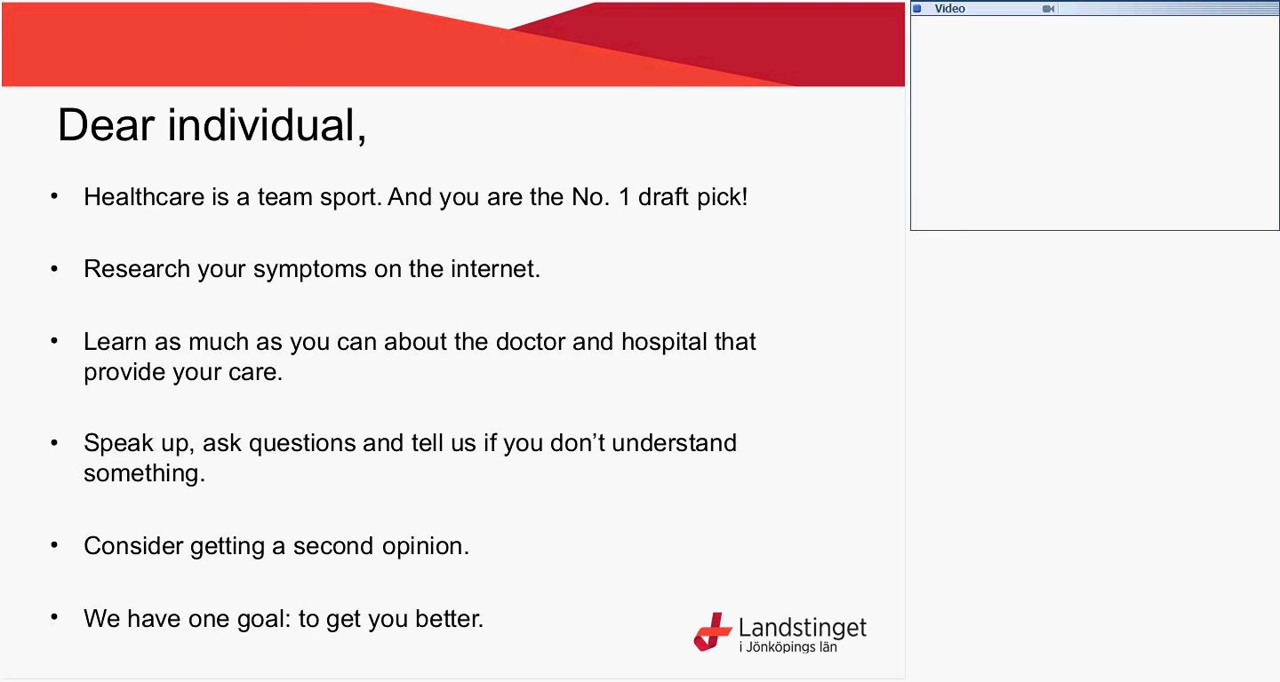 Video
Dear individual,
• Healthcare is a team sport. And you are the No. 1 draft pick!
• Research your symptoms on the internet.
• Learn as much as you can about the doctor and hospital that
provide your care.
• Speak up, ask questions and tell us if you don’t understand
something.
• Consider getting a second opinion.
• We have one goal: to get you better.
Landstinget
i Jönköpings län